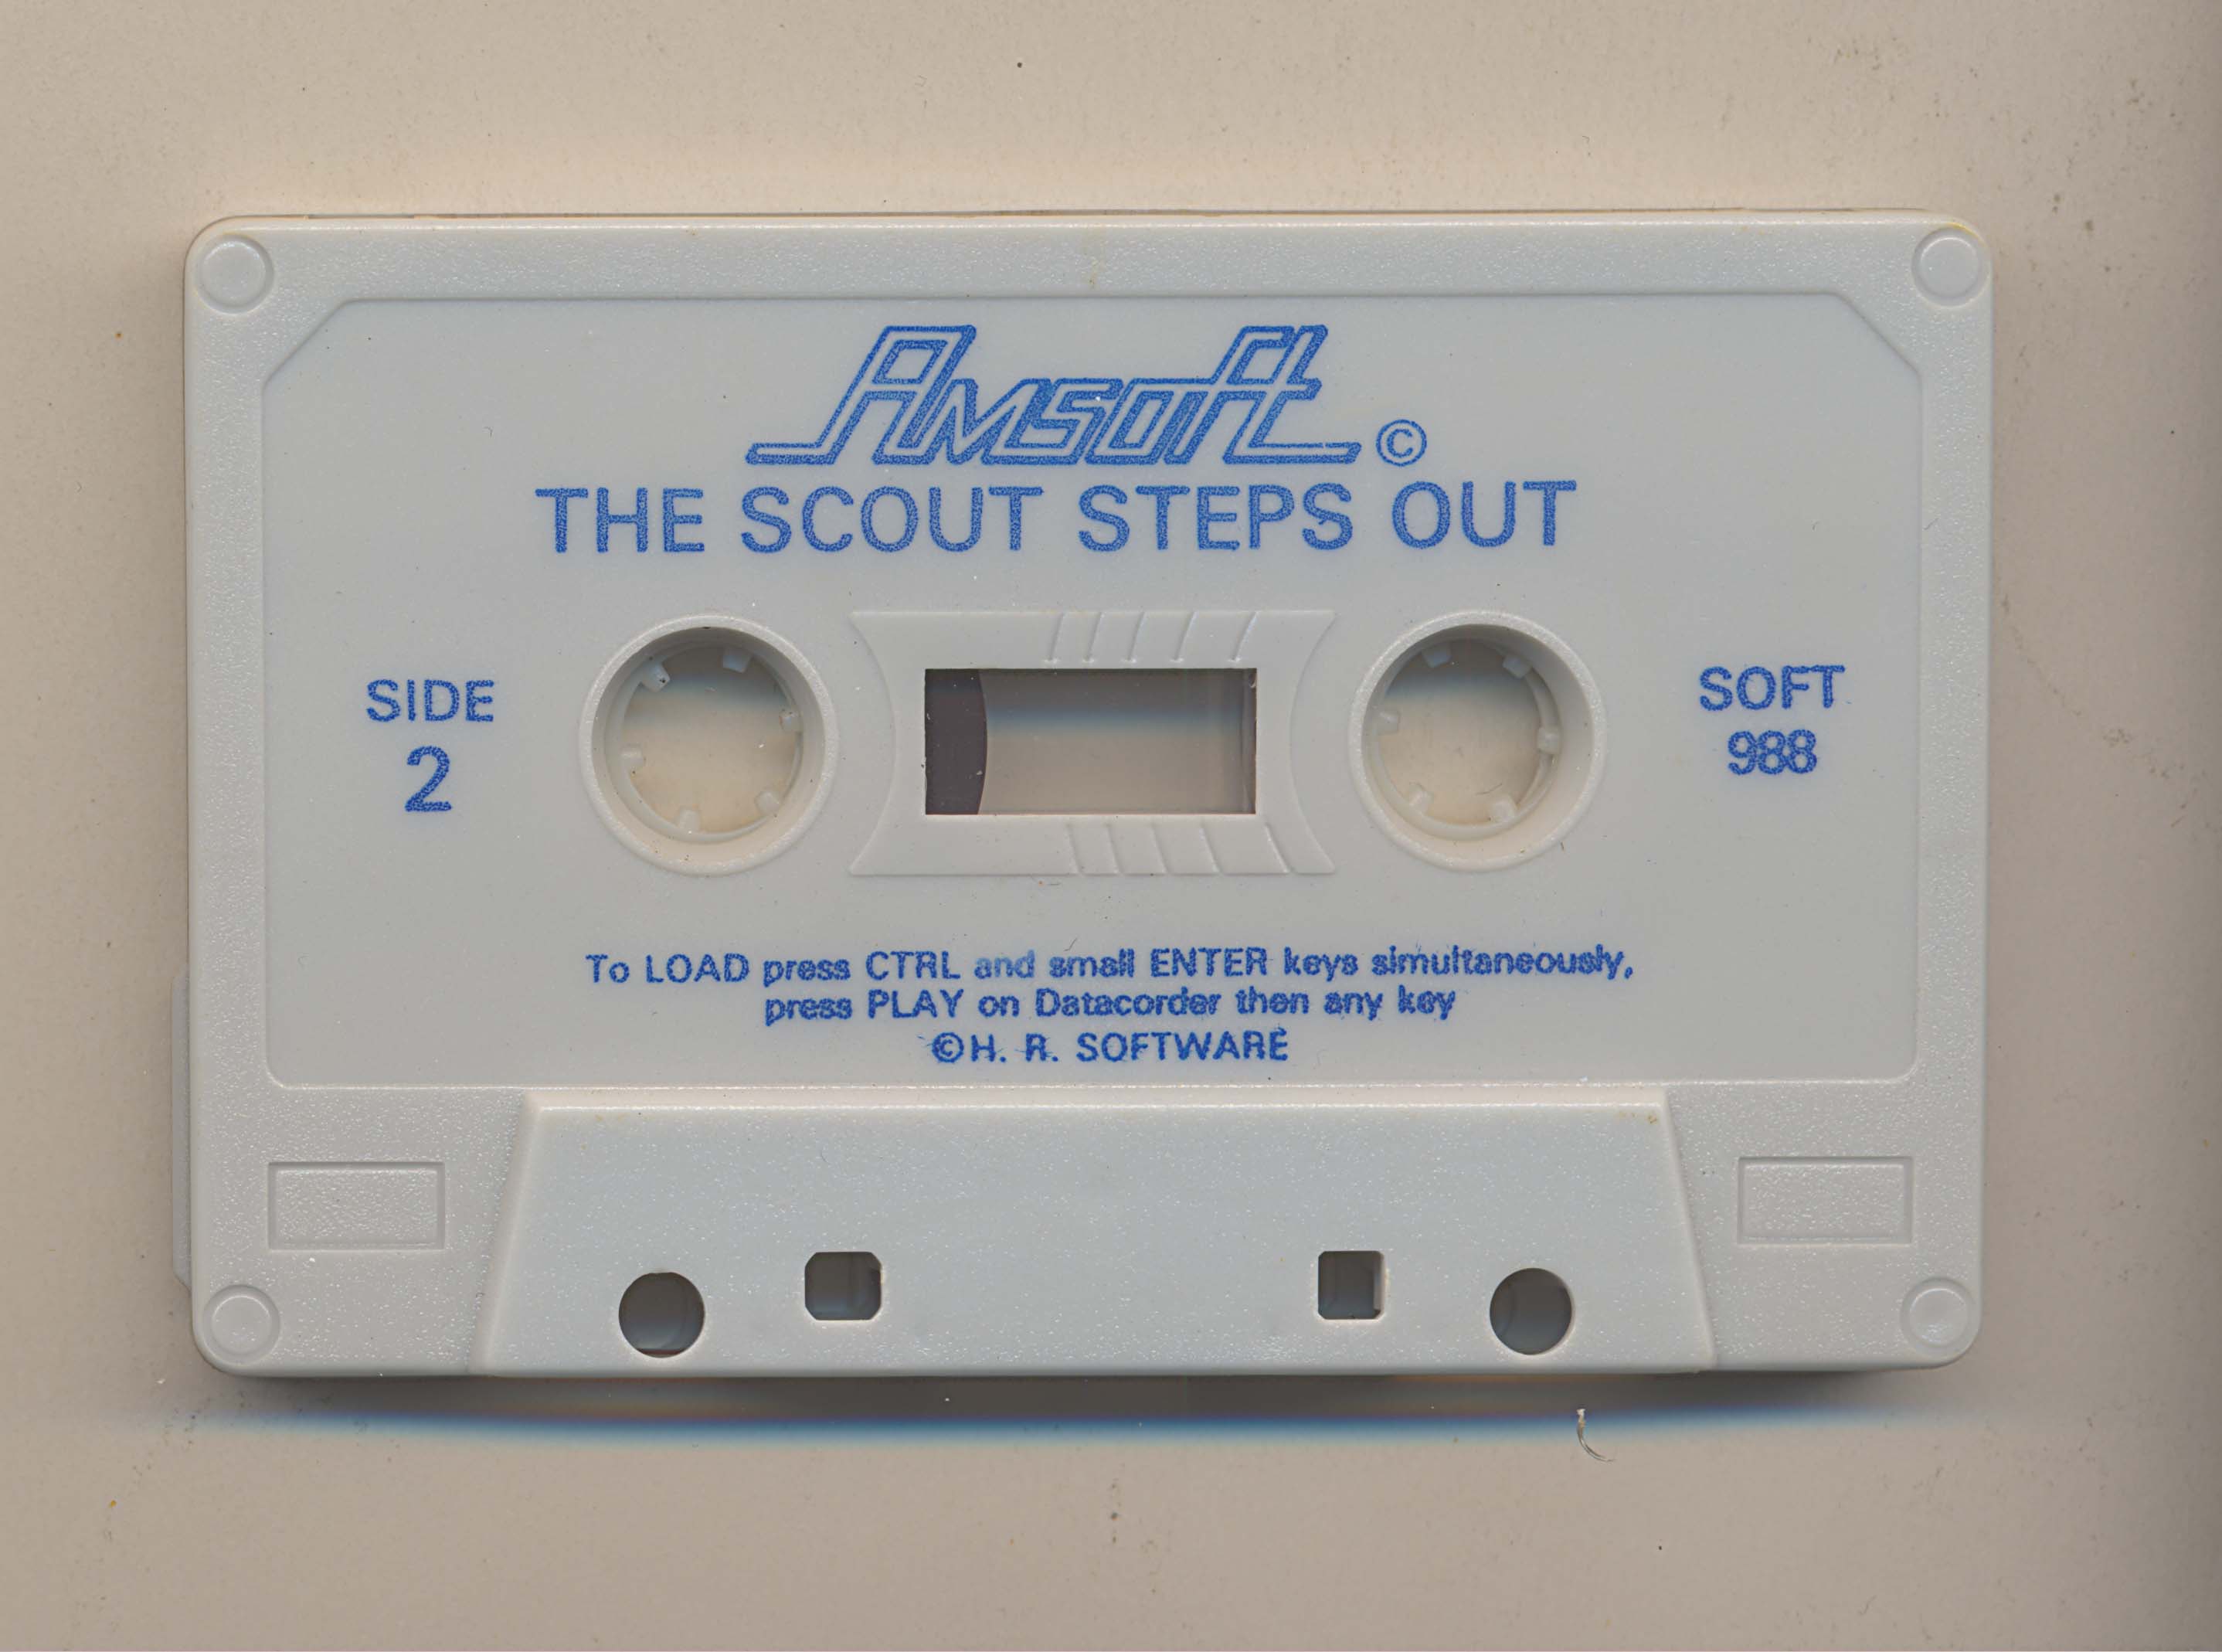 Amsoft ©
THE SCOUT STEPS OUT
SIDE
2
SOFT
988
To LOAD press CTRL and small ENTER keys simultaneously,
press PLAY on Datacorder then any key
© H. R. SOFTWARE